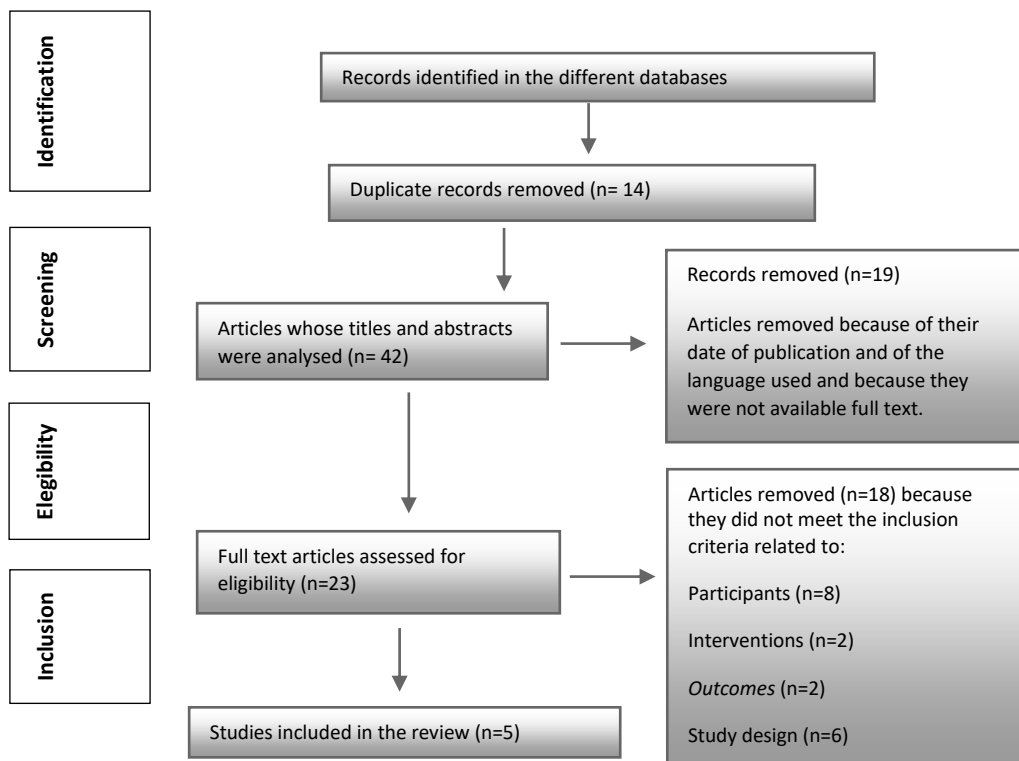 Identification
Records identified in the different databases
Duplicate records removed (n= 14)
Screening
Articles whose titles and abstracts
were analysed (n= 42)
Records removed (n=19)
Articles removed because of their
date of publication and of the
language used and because they
were not available full text.
Elegibility
Full text articles assessed for
eligibility (n=23)
Articles removed (n=18) because
they did not meet the inclusion
criteria related to:
Participants (n=8)
Interventions (n=2)
Outcomes (n=2)
Study design (n=6)
Inclusion
Studies included in the review (n=5)